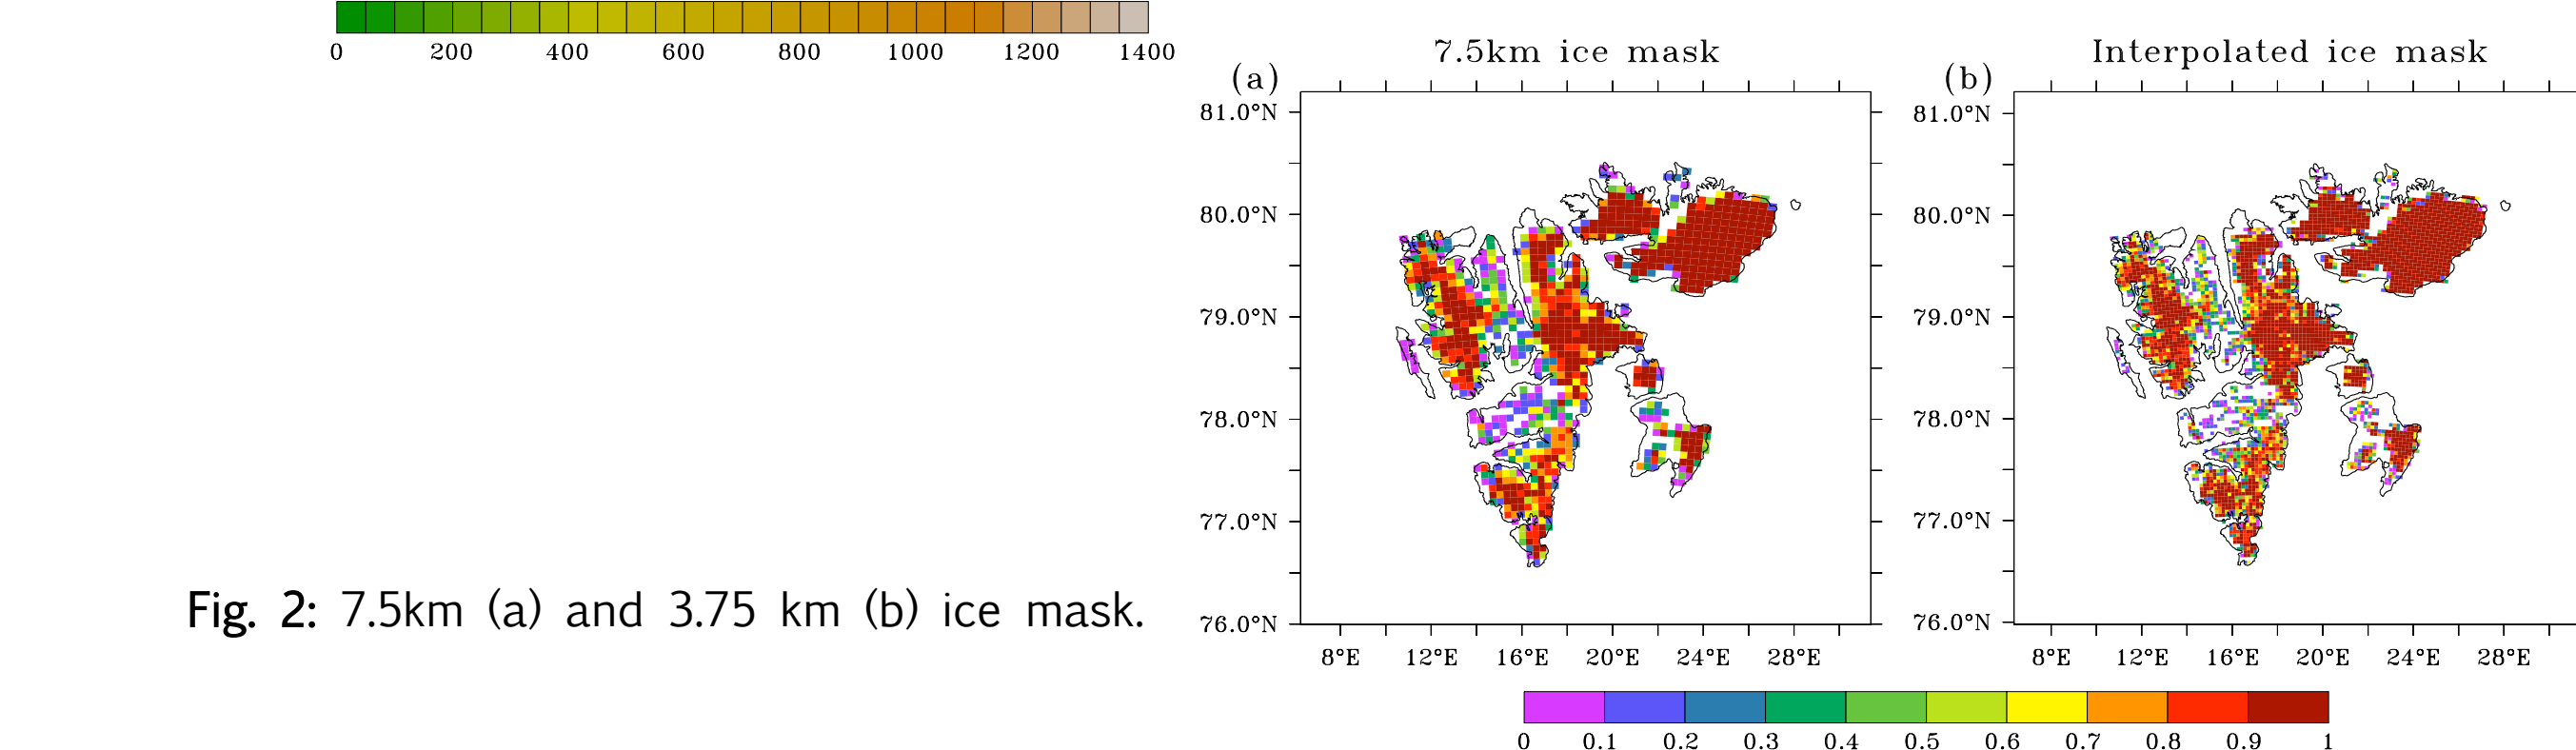 0 200 400 600 800 1000 1200 1400
7.5km ice mask
Interpolated ice mask
(a)
(b)
81.0°N
80.0°N
79.0°N
78.0°N
77.0°N
76.0°N
8°E 12°E 16°E 20°E 24°E 28°E
81.0°N
80.0°N
79.0°N
78.0°N
77.0°N
76.0°N
8°E 12°E 16°E 20°E 24°E 28°E
Fig. 2: 7.5km (a) and 3.75 km (b) ice mask.
0 0.1 0.2 0.3 0.4 0.5 0.6 0.7 0.8 0.9 1